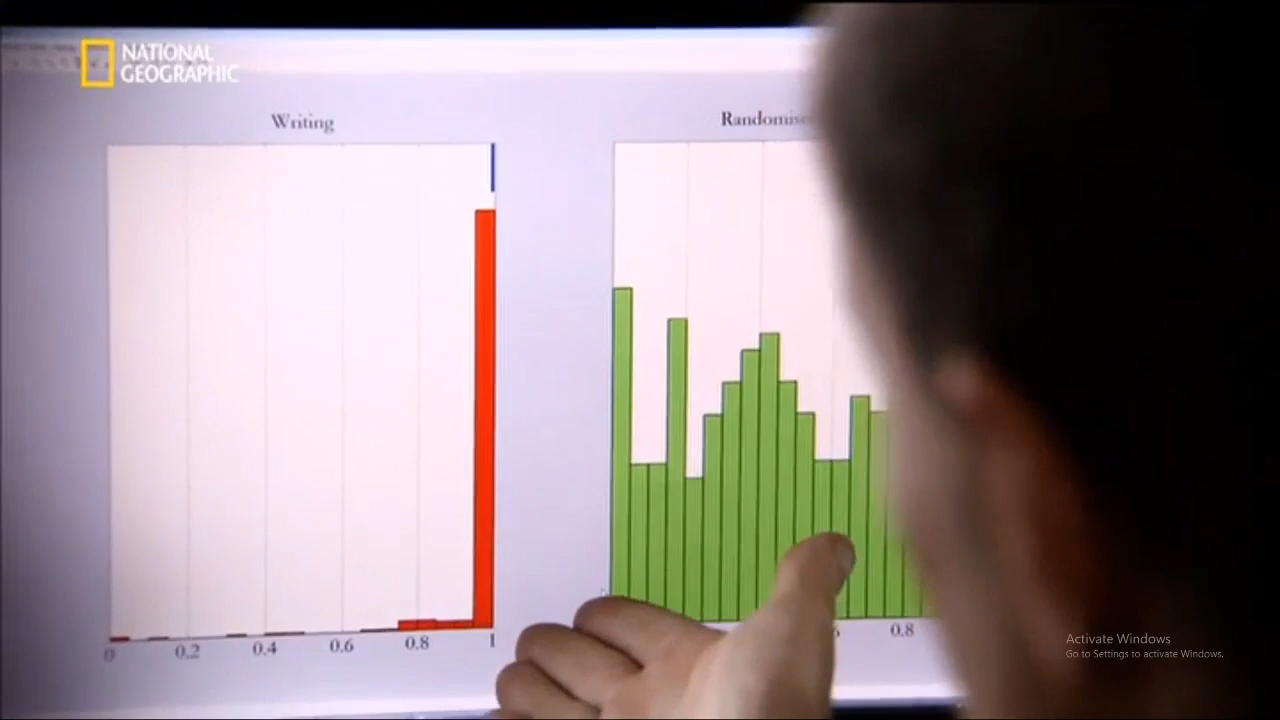 NATIONAL
GEOGRAPHIC
Writing
0 0.2 0.4 0.6 0.8 1
0.8
Activate Windows
Go to Settings to activate Windows.